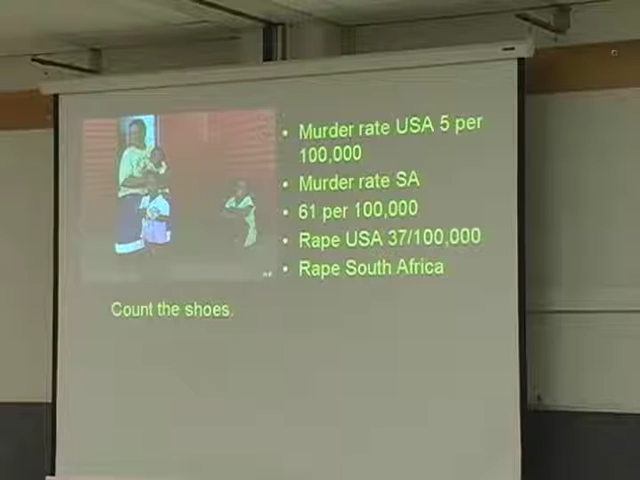 • Murder rate USA 5 per
100,000
• Murder rate SA
• 61 per 100,000
• Rape USA 37/100,000
• Rape South Africa
Count the shoes.